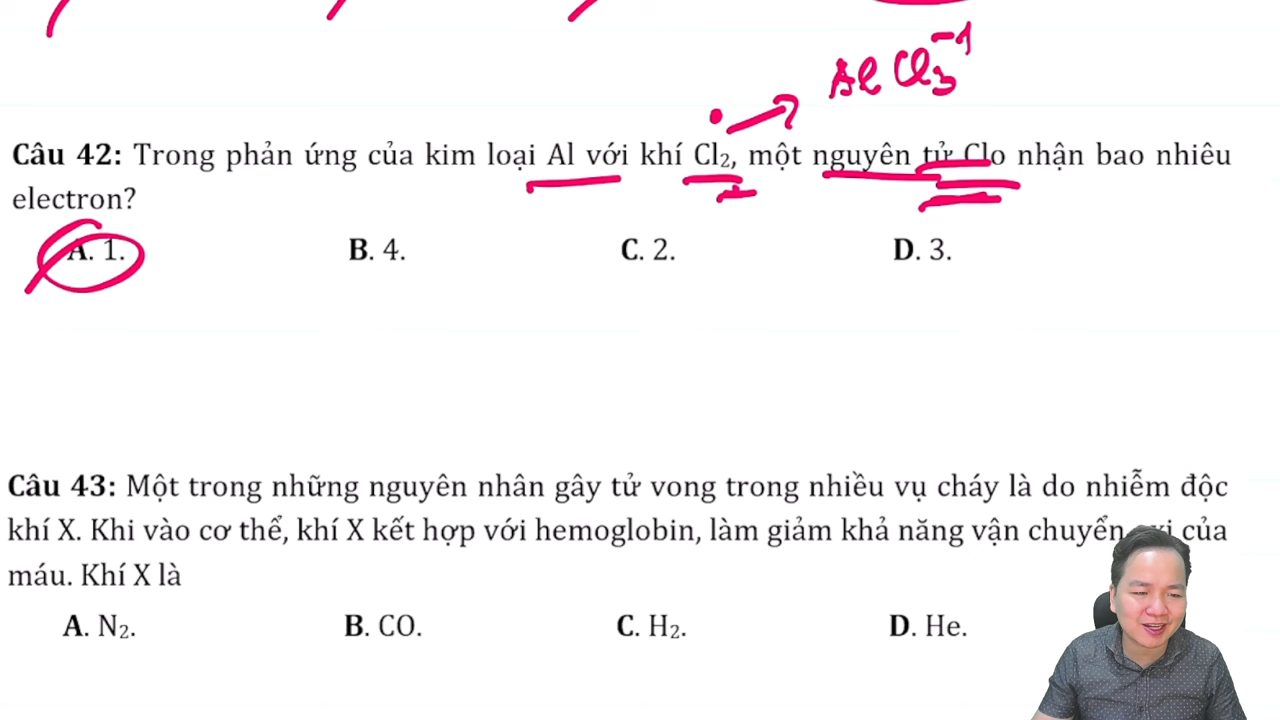 Al Cl₃⁻¹
Câu 42: Trong phản ứng của kim loại Al với khí Cl₂, một nguyên tử Clo nhận bao nhiêu
electron?
A. 1. B. 4. C. 2. D. 3.
Câu 43: Một trong những nguyên nhân gây tử vong trong nhiều vụ cháy là do nhiễm độc
khí X. Khi vào cơ thể, khí X kết hợp với hemoglobin, làm giảm khả năng vận chuyển oxi của
máu. Khí X là
A. N₂. B. CO. C. H₂. D. He.